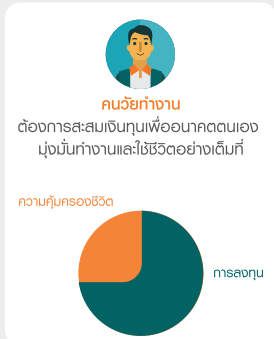 คนวัยทำงาน
ต้องการสะสมเงินทุนเพื่ออนาคตตนเอง
มุ่งมั่นทำงานและใช้ชีวิตอย่างเต็มที่
ความคุ้มครองชีวิต
การลงทุน